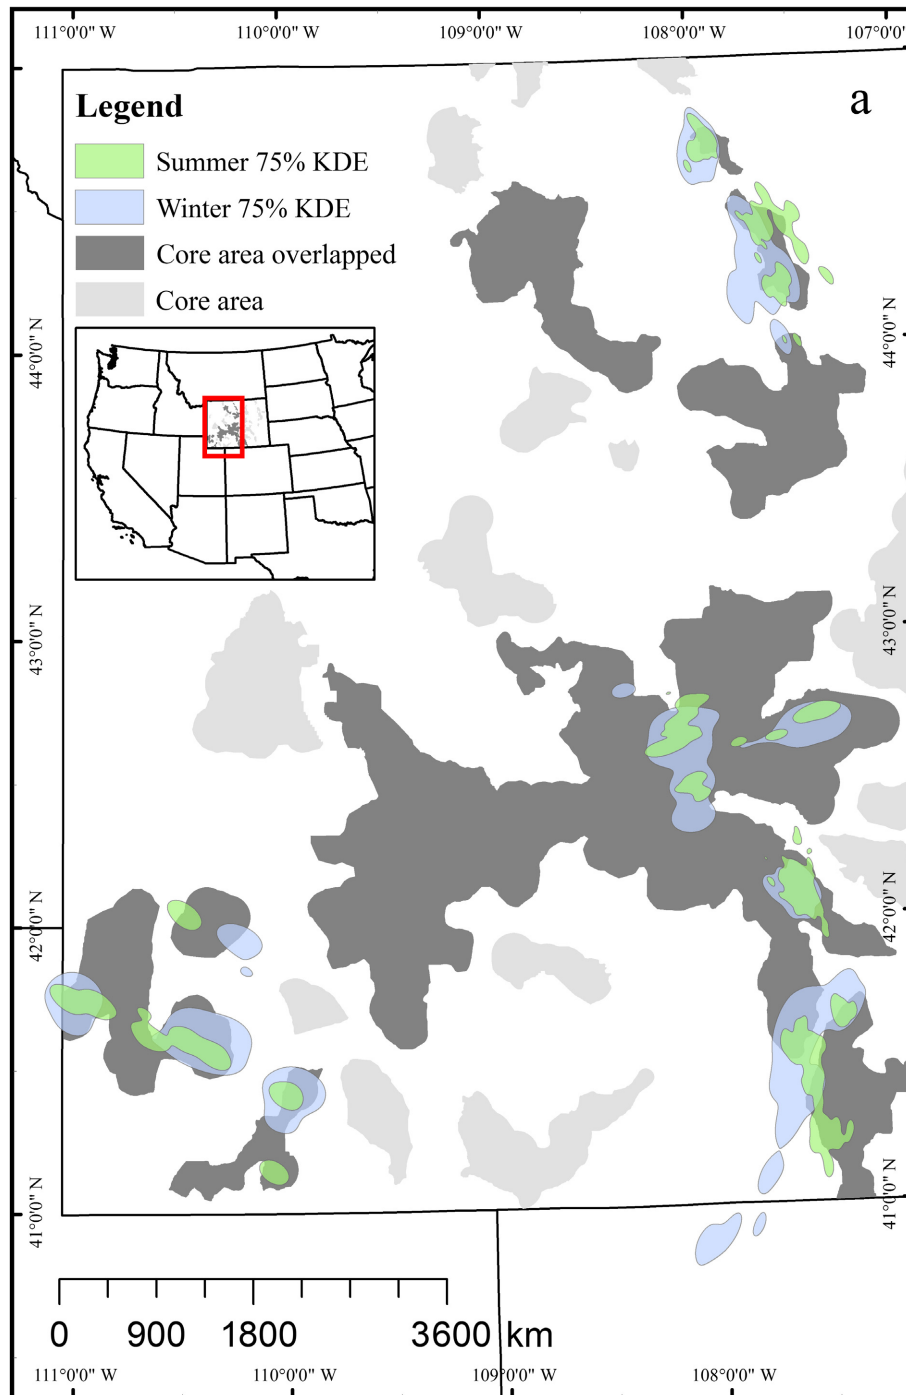 111°0'0" W 110°0'0" W 109°0'0" W 108°0'0" W 107°0'0" W
a
Legend
Summer 75% KDE
Winter 75% KDE
Core area overlapped
Core area
44°0'0" N 44°0'0" N
43°0'0" N 43°0'0" N
42°0'0" N 42°0'0" N
41°0'0" N 41°0'0" N
0 900 1800 3600 km
111°0'0" W 110°0'0" W 109°0'0" W 108°0'0" W